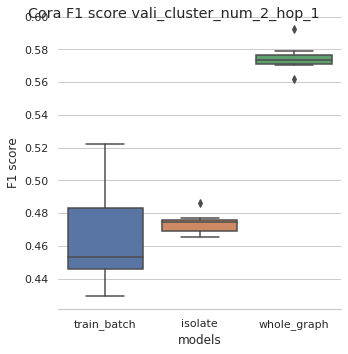 Cora F1 score vali_cluster_num_2_hop_1
0.60
0.58
0.56
0.54
0.52
0.50
0.48
0.46
0.44
F1 score
train_batch isolate whole_graph
models